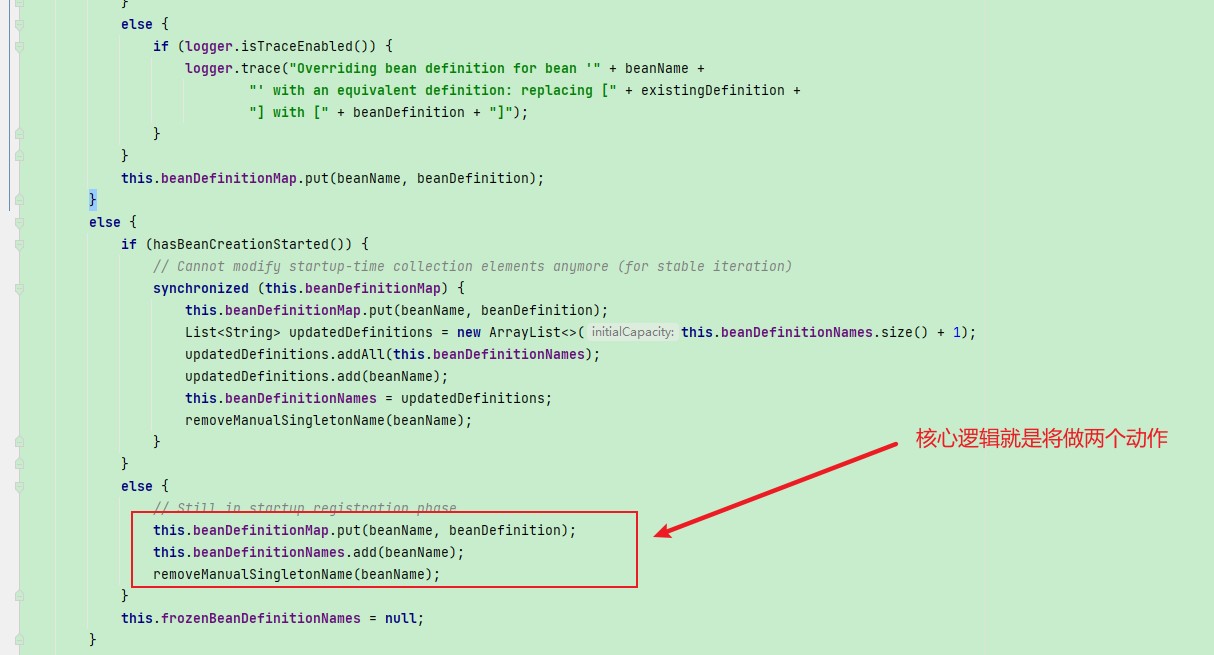 }
else {
if (logger.isTraceEnabled()) {
logger.trace("Overriding bean definition for bean '" + beanName +
"' with an equivalent definition: replacing [" + existingDefinition +
"] with [" + beanDefinition + "]");
}
}
this.beanDefinitionMap.put(beanName, beanDefinition);
}
else {
if (hasBeanCreationStarted()) {
// Cannot modify startup-time collection elements anymore (for stable iteration)
synchronized (this.beanDefinitionMap) {
this.beanDefinitionMap.put(beanName, beanDefinition);
List<String> updatedDefinitions = new ArrayList<>( initialCapacity: this.beanDefinitionNames.size() + 1);
updatedDefinitions.addAll(this.beanDefinitionNames);
updatedDefinitions.add(beanName);
this.beanDefinitionNames = updatedDefinitions;
removeManualSingletonName(beanName);
}
}
核心逻辑就是将做两个动作
else {
// Still in startup registration phase
this.beanDefinitionMap.put(beanName, beanDefinition);
this.beanDefinitionNames.add(beanName);
removeManualSingletonName(beanName);
}
this.frozenBeanDefinitionNames = null;
}